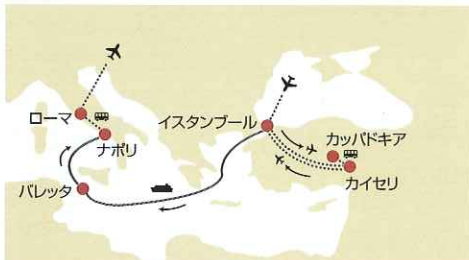 ローマ
ナポリ
バレッタ
イスタンブール
カッパドキア
カイセリ